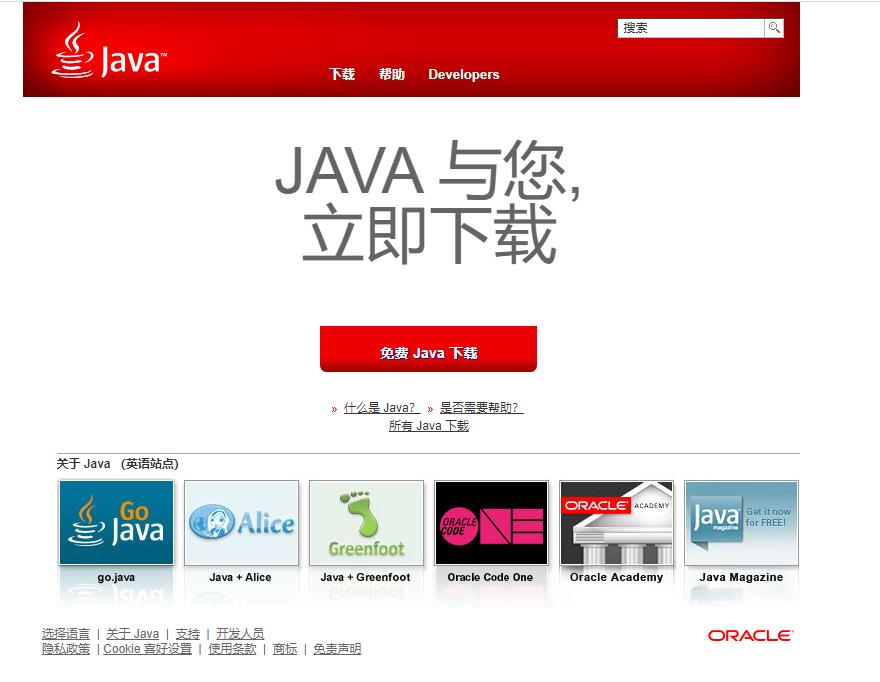 Java™
搜索
下载 帮助 Developers
JAVA 与您,
立即下载
免费 Java 下载
» 什么是 Java? » 是否需要帮助?
所有 Java 下载
关于 Java (英语站点)
Go Java
Alice
Greenfoot
ORACLE CODE ONE
ORACLE ACADEMY
Java magazine Get it now for FREE!
go.java
Java + Alice
Java + Greenfoot
Oracle Code One
Oracle Academy
Java Magazine
选择语言 | 关于 Java | 支持 | 开发人员
隐私政策 | Cookie 喜好设置 | 使用条款 | 商标 | 免责声明
ORACLE